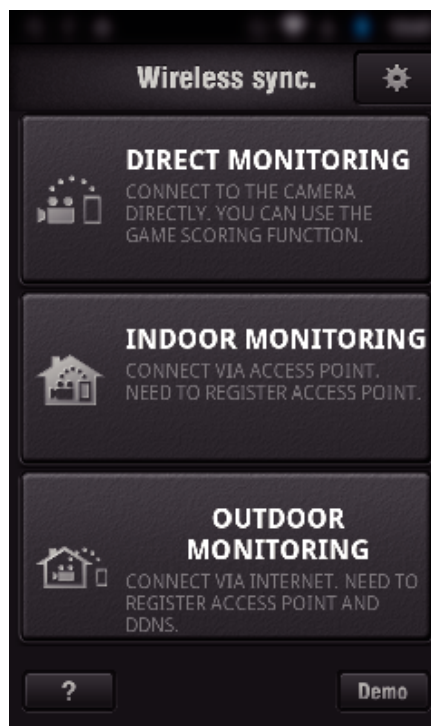 Wireless sync.
DIRECT MONITORING
CONNECT TO THE CAMERA
DIRECTLY. YOU CAN USE THE
GAME SCORING FUNCTION.
INDOOR MONITORING
CONNECT VIA ACCESS POINT.
NEED TO REGISTER ACCESS POINT.
OUTDOOR
MONITORING
CONNECT VIA INTERNET. NEED TO
REGISTER ACCESS POINT AND
DDNS.
?
Demo